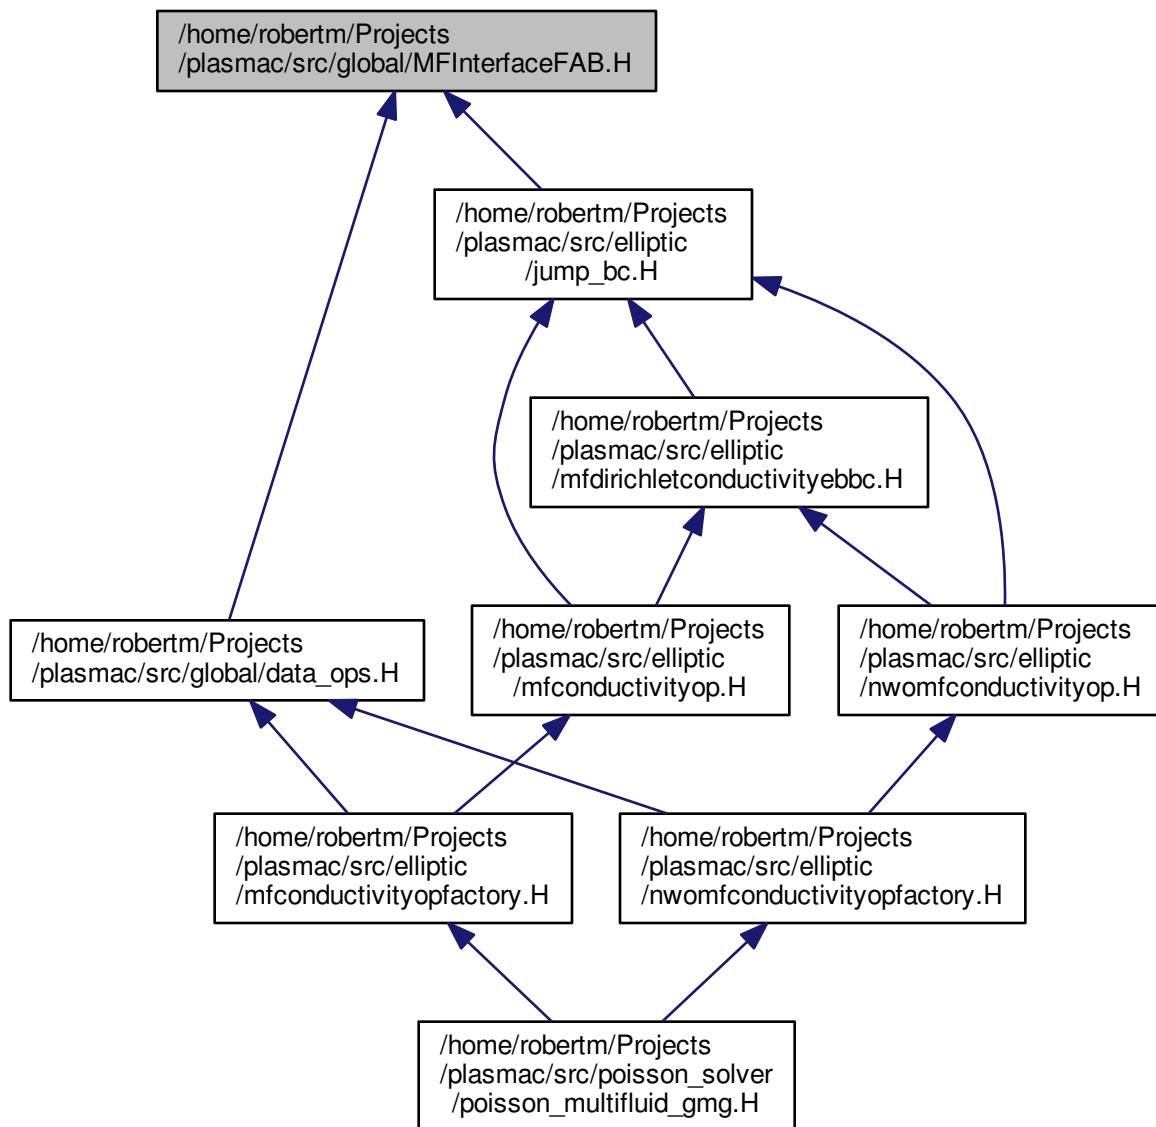 /home/robertm/Projects
/plasmac/src/global/MFInterfaceFAB.H
/home/robertm/Projects
/plasmac/src/elliptic
/jump_bc.H
/home/robertm/Projects
/plasmac/src/elliptic
/mfdirichletconductivityebbc.H
/home/robertm/Projects
/plasmac/src/global/data_ops.H
/home/robertm/Projects
/plasmac/src/elliptic
/mfconductivityop.H
/home/robertm/Projects
/plasmac/src/elliptic
/nwomfconductivityop.H
/home/robertm/Projects
/plasmac/src/elliptic
/mfconductivityopfactory.H
/home/robertm/Projects
/plasmac/src/elliptic
/nwomfconductivityopfactory.H
/home/robertm/Projects
/plasmac/src/poisson_solver
/poisson_multifluid_gmg.H